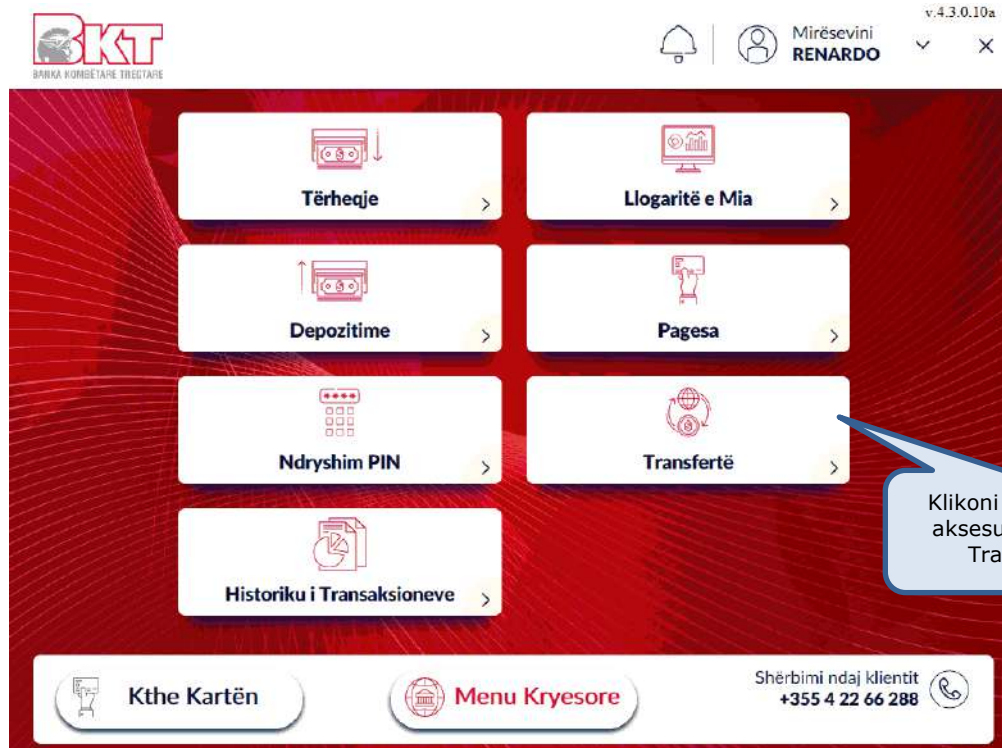 v.4.3.0.10a
BKT
BANKA KOMBËTARE TREGTARE
Mirësevini
RENARDO
Tërheqje
Llogaritë e Mia
Depozitime
Pagesa
Ndryshim PIN
Transfertë
Klikoni
aksesu
Tra
Historiku i Transaksioneve
Kthe Kartën
Menu Kryesore
Shërbimi ndaj klientit
+355 4 22 66 288